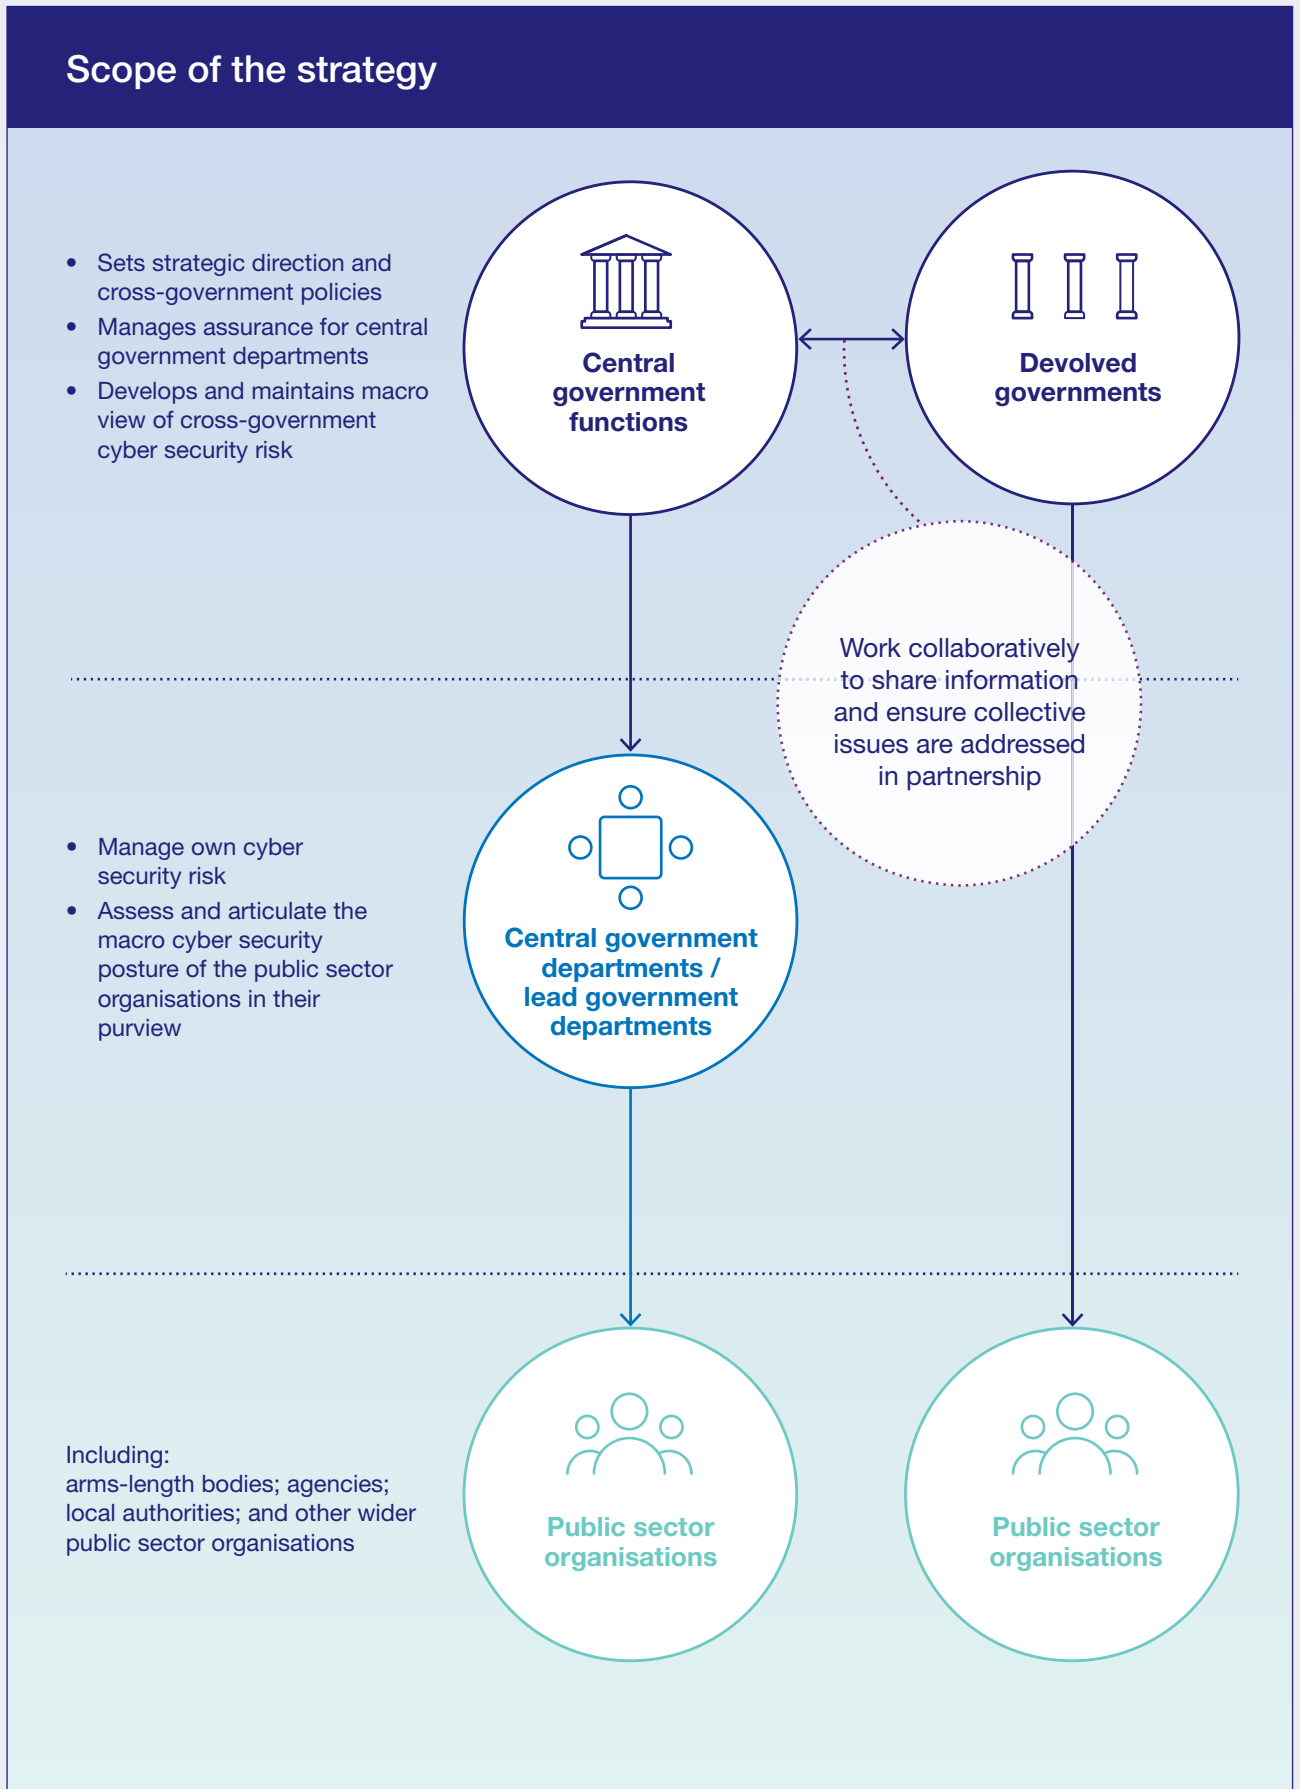 Scope of the strategy
• Sets strategic direction and
cross-government policies
• Manages assurance for central
government departments
• Develops and maintains macro
view of cross-government
cyber security risk
Central
government
functions
Devolved
governments
Work collaboratively
to share information
and ensure collective
issues are addressed
in partnership
• Manage own cyber
security risk
• Assess and articulate the
macro cyber security
posture of the public sector
organisations in their
purview
Central government
departments /
lead government
departments
Including:
arms-length bodies; agencies;
local authorities; and other wider
public sector organisations
Public sector
organisations
Public sector
organisations